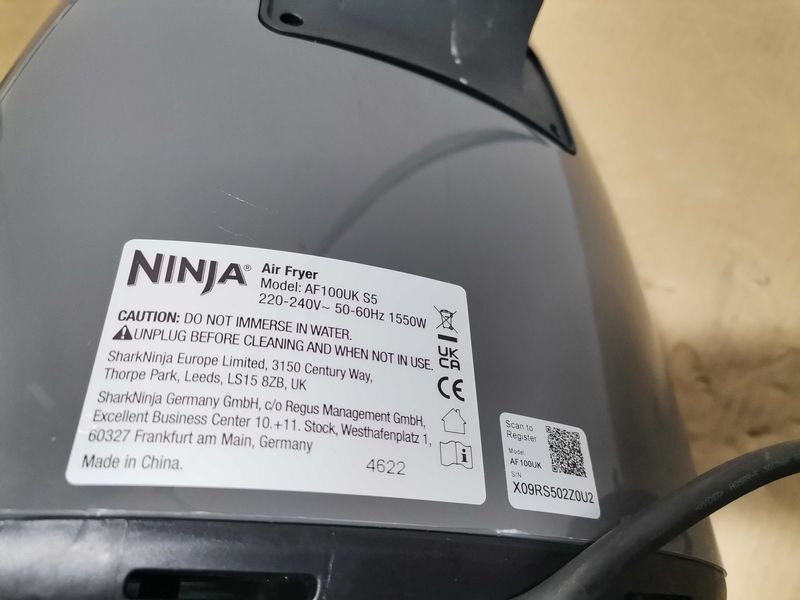 NINJA® Air Fryer
Model: AF100UK S5
220-240V~ 50-60Hz 1550W
CAUTION: DO NOT IMMERSE IN WATER.
UNPLUG BEFORE CLEANING AND WHEN NOT IN USE.
SharkNinja Europe Limited, 3150 Century Way,
Thorpe Park, Leeds, LS15 8ZB, UK
SharkNinja Germany GmbH, c/o Regus Management GmbH,
Excellent Business Center 10.+11. Stock, Westhafenplatz 1,
60327 Frankfurt am Main, Germany
Made in China.
4622
UK
CA
CE
i
Scan to
Register
Model:
AF100UK
S/N:
X09RS502Z0U2